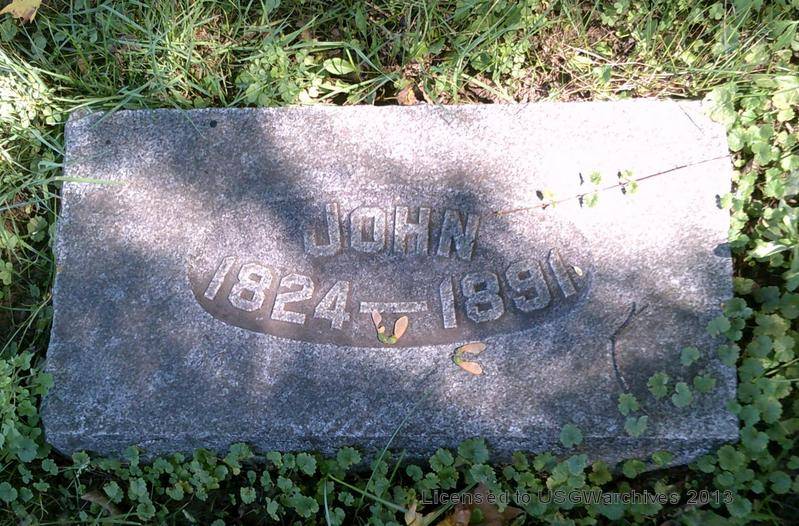 JOHN
1824—1891
Licensed to USGWarchives 2013